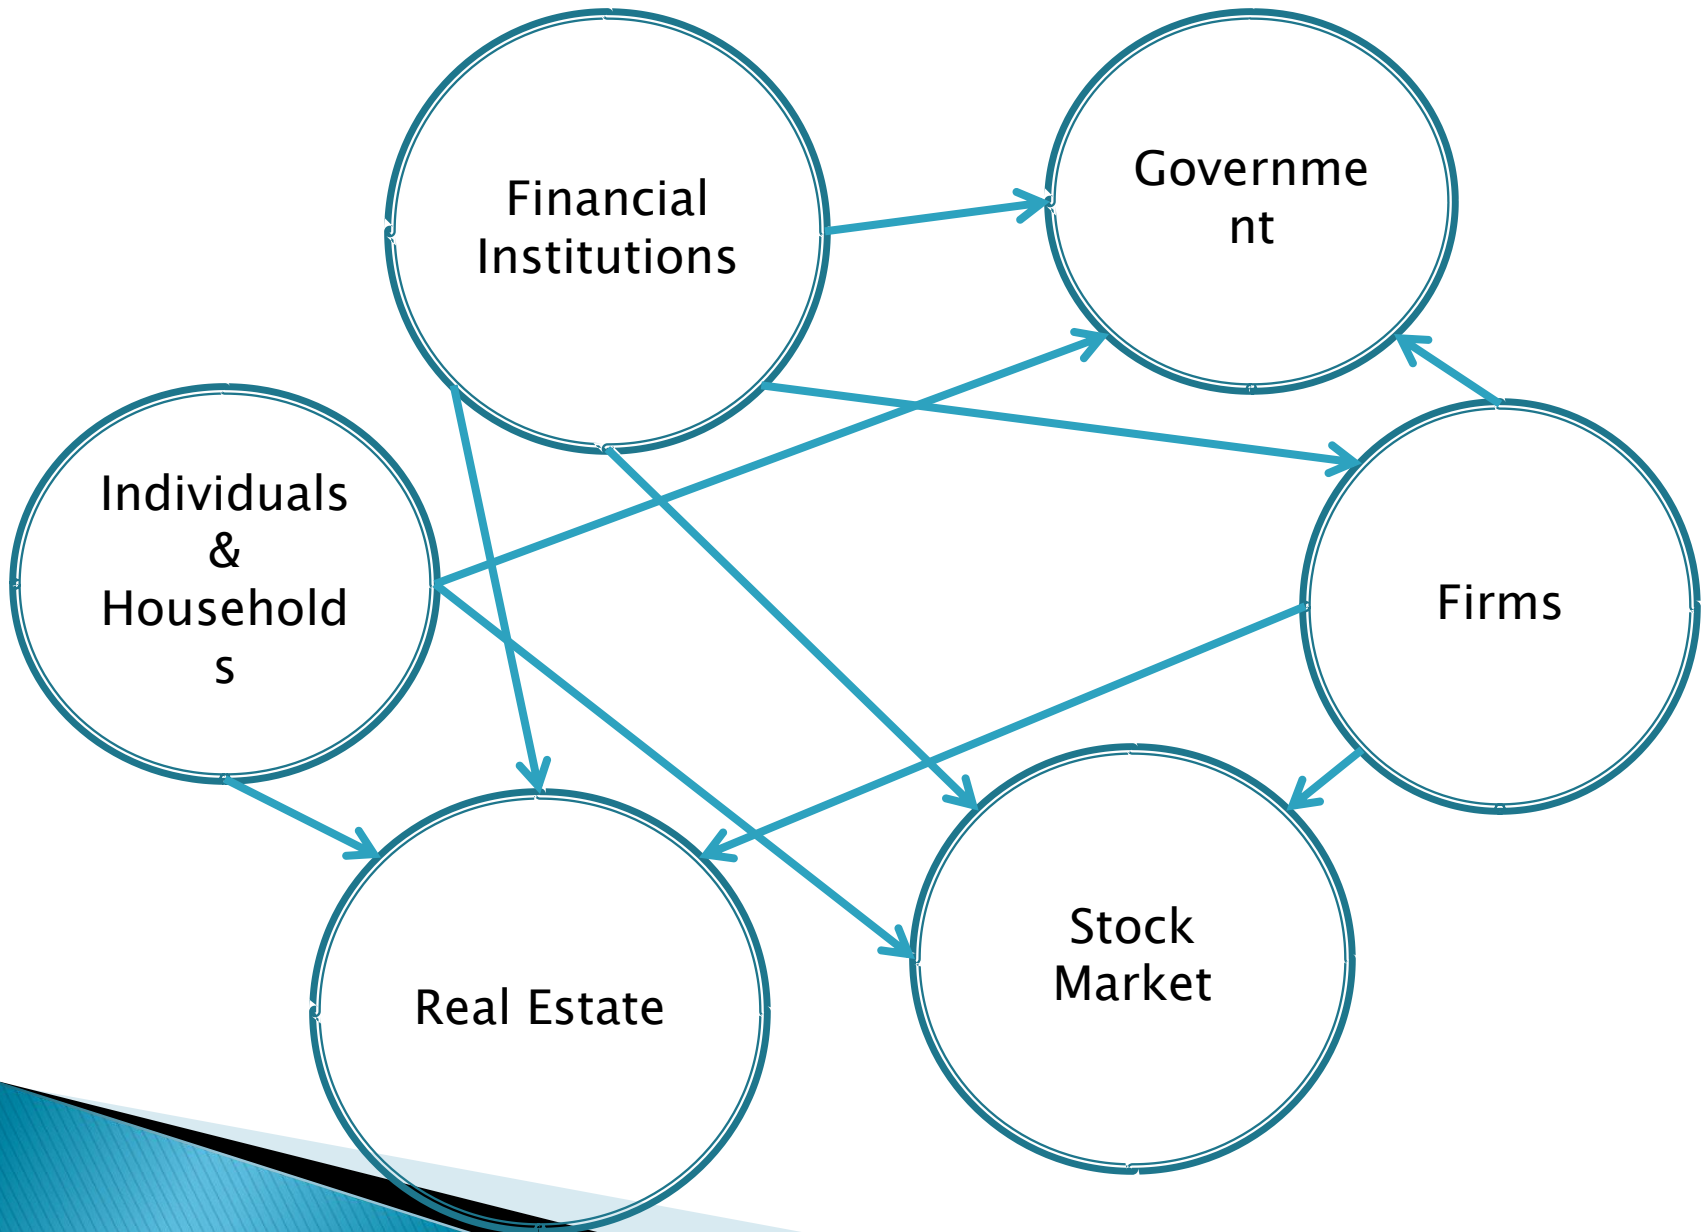 Financial
Institutions
Governme
nt
Individuals
&
Household
s
Firms
Real Estate
Stock
Market